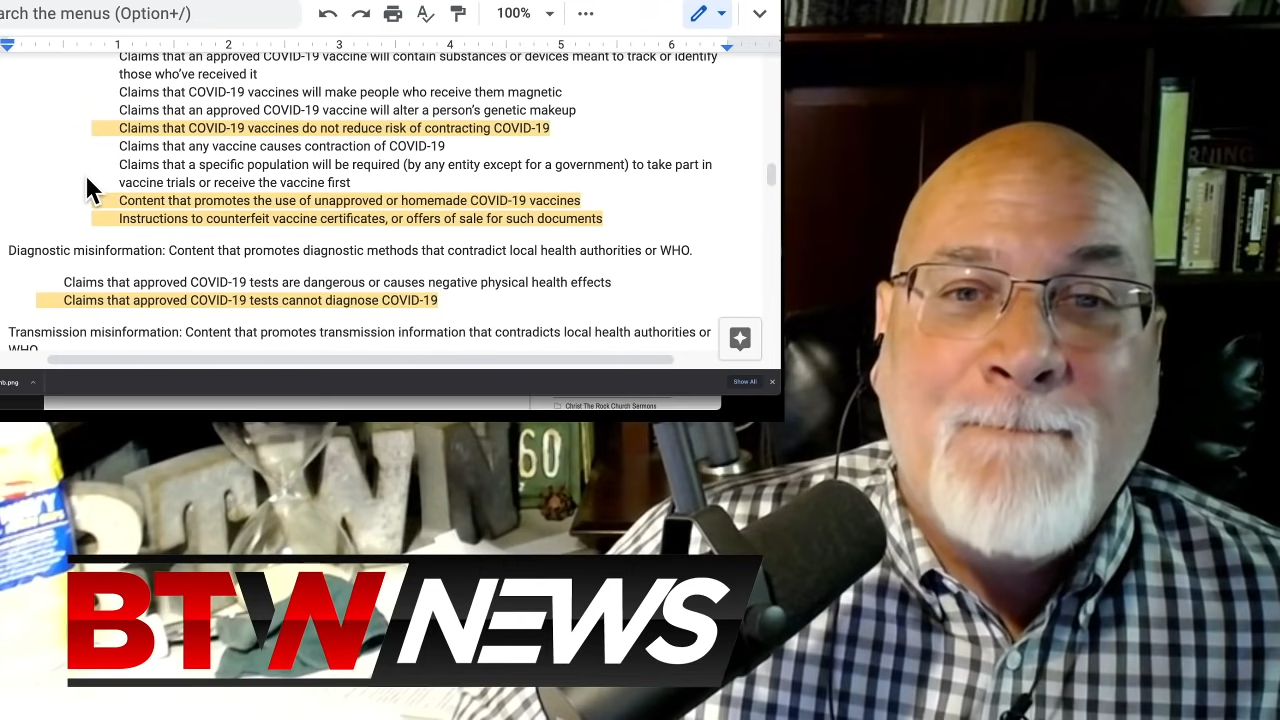 arch the menus (Option+/)
100%
1 2 3 4 5 6
Claims that an approved COVID-19 vaccine will contain substances or devices meant to track or identify
those who've received it
Claims that COVID-19 vaccines will make people who receive them magnetic
Claims that an approved COVID-19 vaccine will alter a person's genetic makeup
Claims that COVID-19 vaccines do not reduce risk of contracting COVID-19
Claims that any vaccine causes contraction of COVID-19
Claims that a specific population will be required (by any entity except for a government) to take part in
vaccine trials or receive the vaccine first
Content that promotes the use of unapproved or homemade COVID-19 vaccines
Instructions to counterfeit vaccine certificates, or offers of sale for such documents
Diagnostic misinformation: Content that promotes diagnostic methods that contradict local health authorities or WHO.
Claims that approved COVID-19 tests are dangerous or causes negative physical health effects
Claims that approved COVID-19 tests cannot diagnose COVID-19
Transmission misinformation: Content that promotes transmission information that contradicts local health authorities or
WHO
nb.png
Show All
Christ The Rock Church Sermons
60
BTWN
BTW NEWS